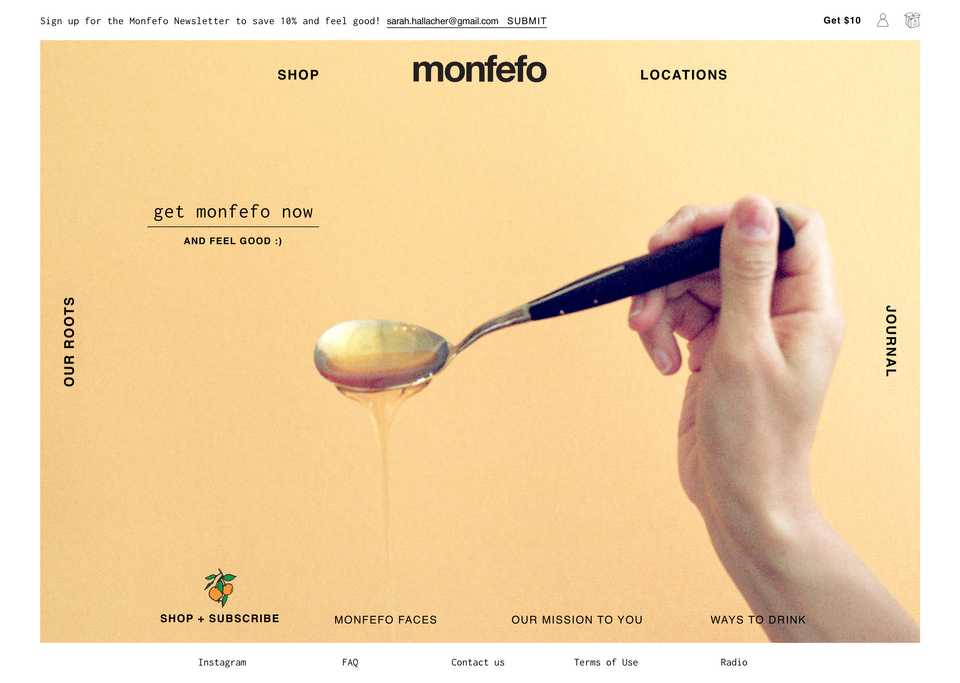 Sign up for the Monfefo Newsletter to save 10% and feel good! sarah.hallacher@gmail.com SUBMIT
Get $10
SHOP
monfefo
LOCATIONS
get monfefo now
AND FEEL GOOD :)
OUR ROOTS
JOURNAL
SHOP + SUBSCRIBE
MONFEFO FACES
OUR MISSION TO YOU
WAYS TO DRINK
Instagram
FAQ
Contact us
Terms of Use
Radio